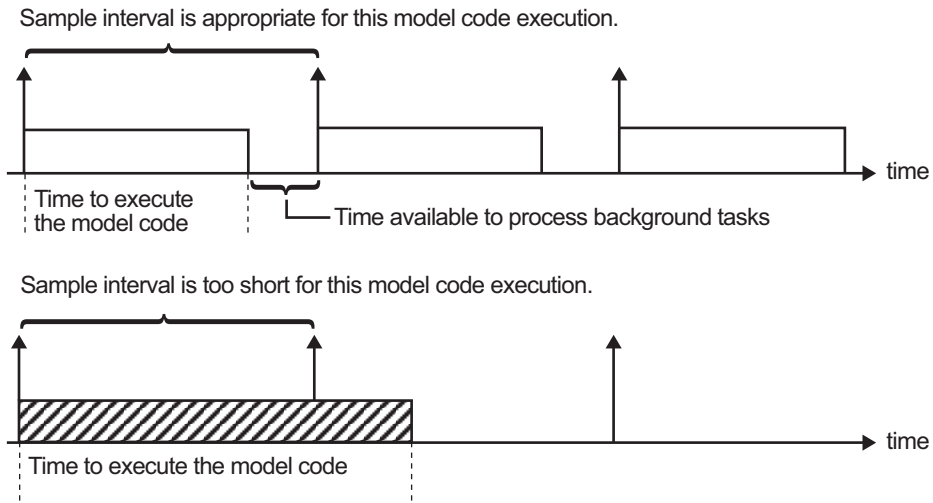 Sample interval is appropriate for this model code execution.
time
Time to execute
the model code
Time available to process background tasks
Sample interval is too short for this model code execution.
time
Time to execute the model code